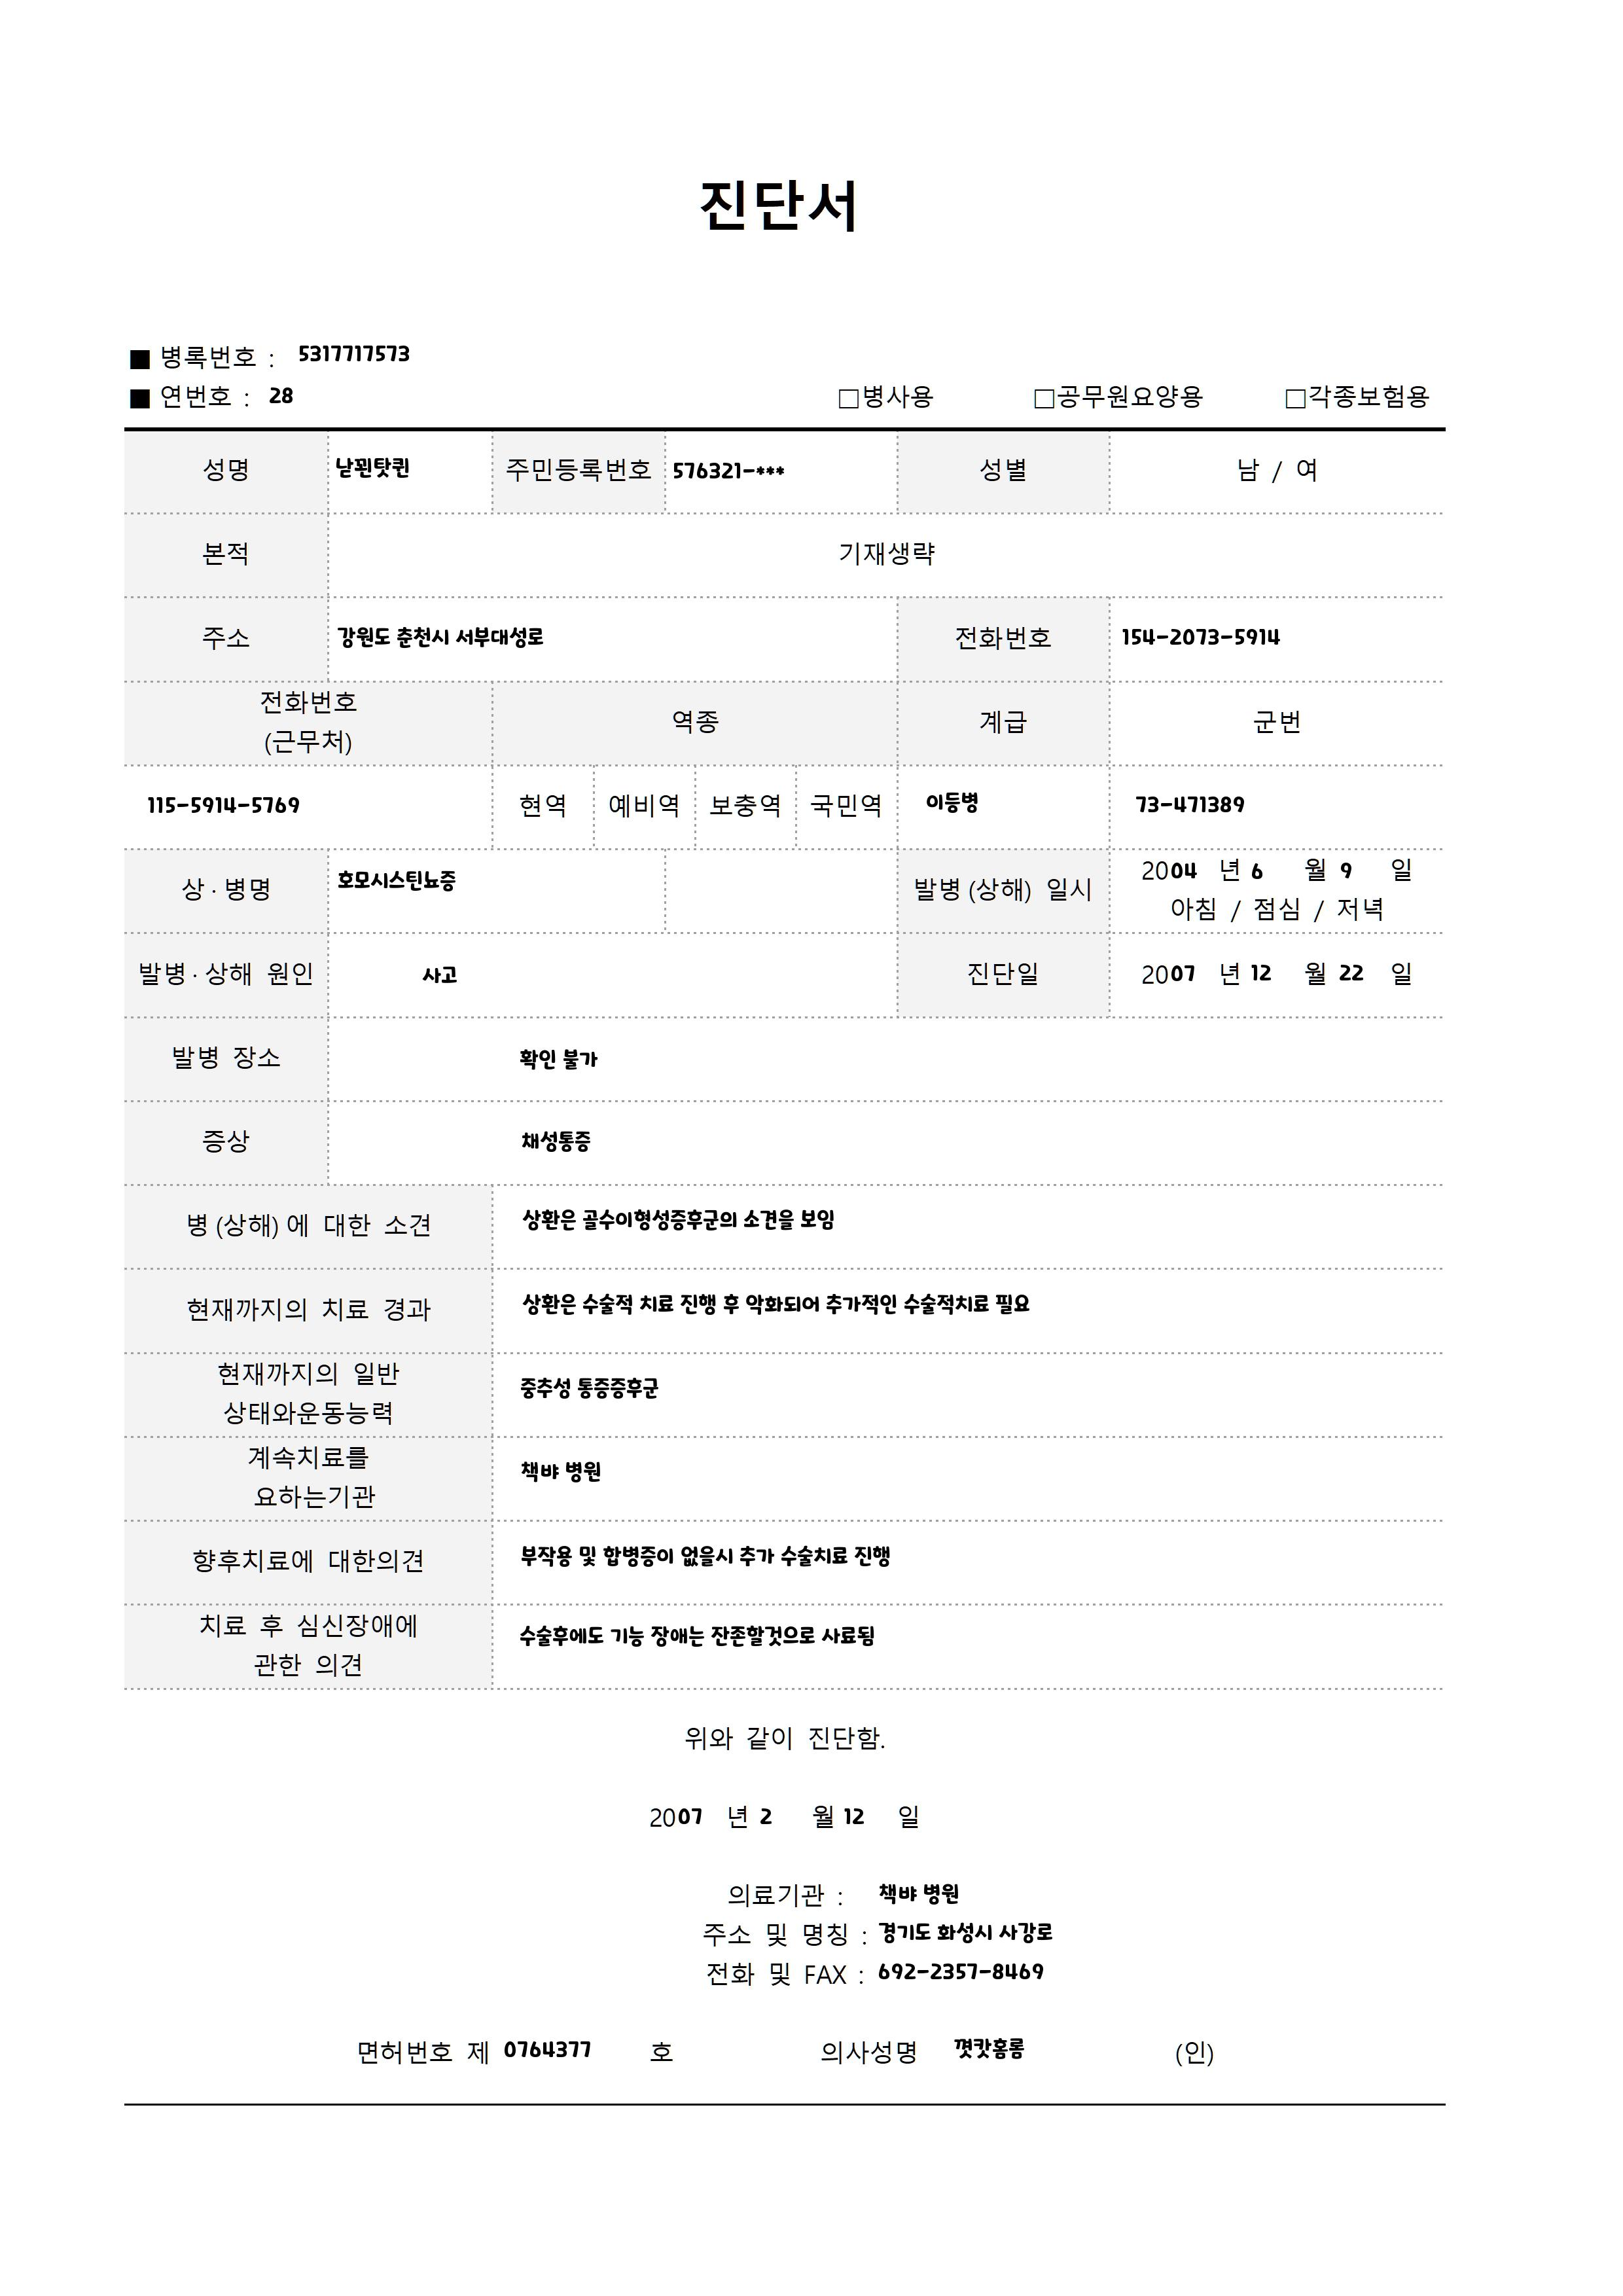 진단서
■ 병록번호 : 5317717573
■ 연번호 : 28 □병사용 □공무원요양용 □각종보험용
성명 낟뀐탓퀸 주민등록번호 576321-*** 성별 남 / 여
본적 기재생략
주소 강원도 춘천시 서부대성로 전화번호 154-2073-5914
전화번호
(근무처) 역종 계급 군번
115-5914-5769 현역 예비역 보충역 국민역 이등병 73-471389
상·병명 호모시스틴뇨증 발병(상해) 일시 2004 년 6 월 9 일
아침 / 점심 / 저녁
발병·상해 원인 사고 진단일 2007 년 12 월 22 일
발병 장소 확인 불가
증상 채성통증
병(상해)에 대한 소견 상환은 골수이형성증후군의 소견을 보임
현재까지의 치료 경과 상환은 수술적 치료 진행 후 악화되어 추가적인 수술적치료 필요
현재까지의 일반
상태와운동능력 중추성 통증증후군
계속치료를
요하는기관 책뱌 병원
향후치료에 대한의견 부작용 및 합병증이 없을시 추가 수술치료 진행
치료 후 심신장애에
관한 의견 수술후에도 기능 장애는 잔존할것으로 사료됨
위와 같이 진단함.
2007 년 2 월 12 일
의료기관 : 책뱌 병원
주소 및 명칭 : 경기도 화성시 사강로
전화 및 FAX : 692-2357-8469
면허번호 제 0764377 호 의사성명 (인)